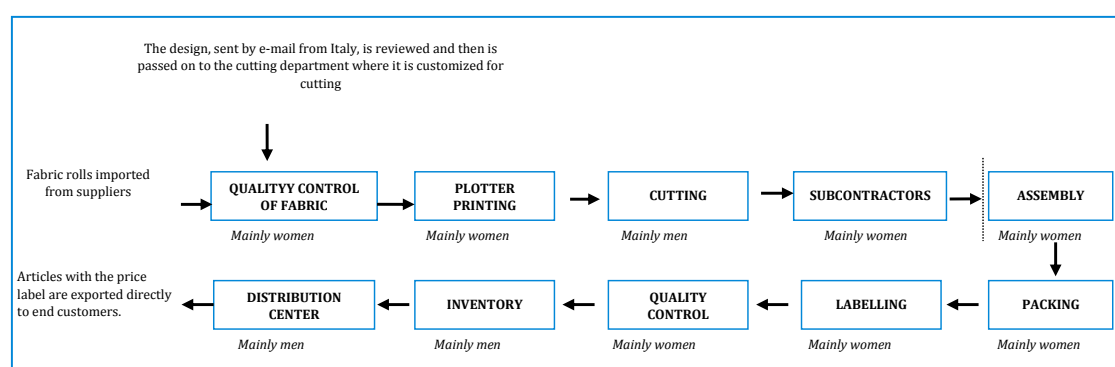 The design, sent by e-mail from Italy, is reviewed and then is
passed on to the cutting department where it is customized for
cutting
Fabric rolls imported
from suppliers
QUALITYY CONTROL
OF FABRIC
PLOTTER
PRINTING
CUTTING
SUBCONTRACTORS
ASSEMBLY
Mainly women
Mainly women
Mainly men
Mainly women
Mainly women
Articles with the price
label are exported directly
to end customers.
DISTRIBUTION
CENTER
INVENTORY
QUALITY
CONTROL
LABELLING
PACKING
Mainly men
Mainly men
Mainly women
Mainly women
Mainly women